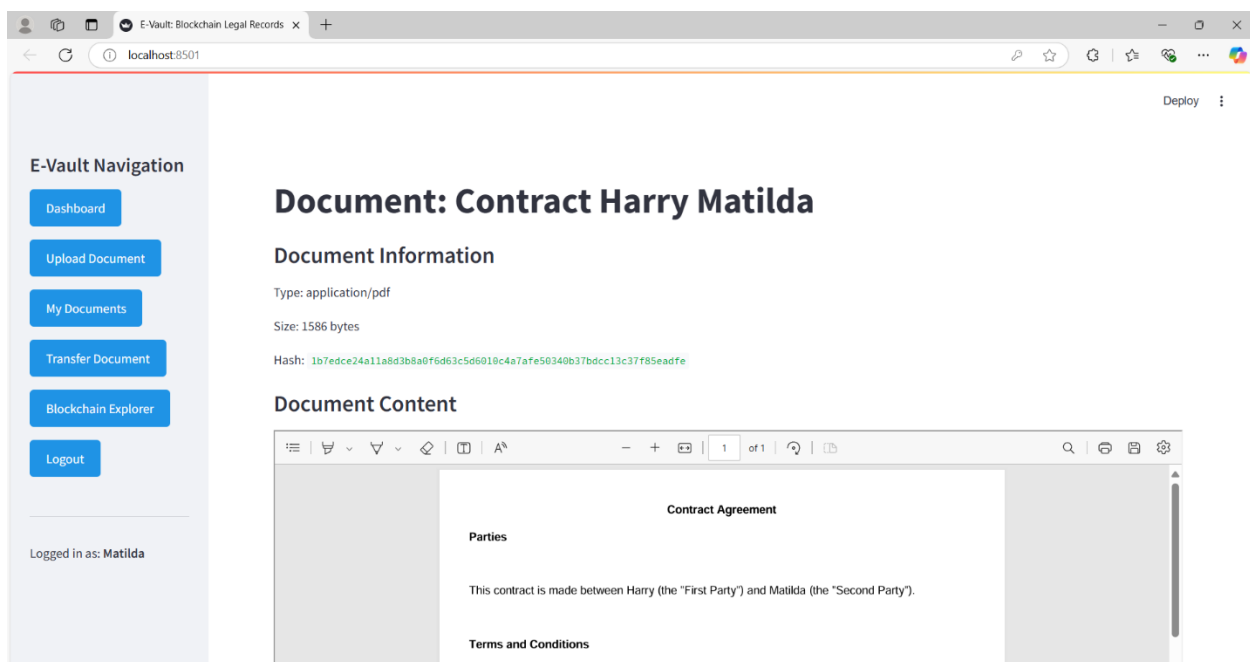 E-Vault: Blockchain Legal Records
localhost:8501
Deploy
E-Vault Navigation
Dashboard
Upload Document
My Documents
Transfer Document
Blockchain Explorer
Logout
Logged in as: Matilda
Document: Contract Harry Matilda
Document Information
Type: application/pdf
Size: 1586 bytes
Hash: 1b7edce24a11a8d3b8a0f6d63c5d6010c4a7afe50340b37bdcc13c37f85eadfe
Document Content
1 of 1
Contract Agreement
Parties
This contract is made between Harry (the "First Party") and Matilda (the "Second Party").
Terms and Conditions